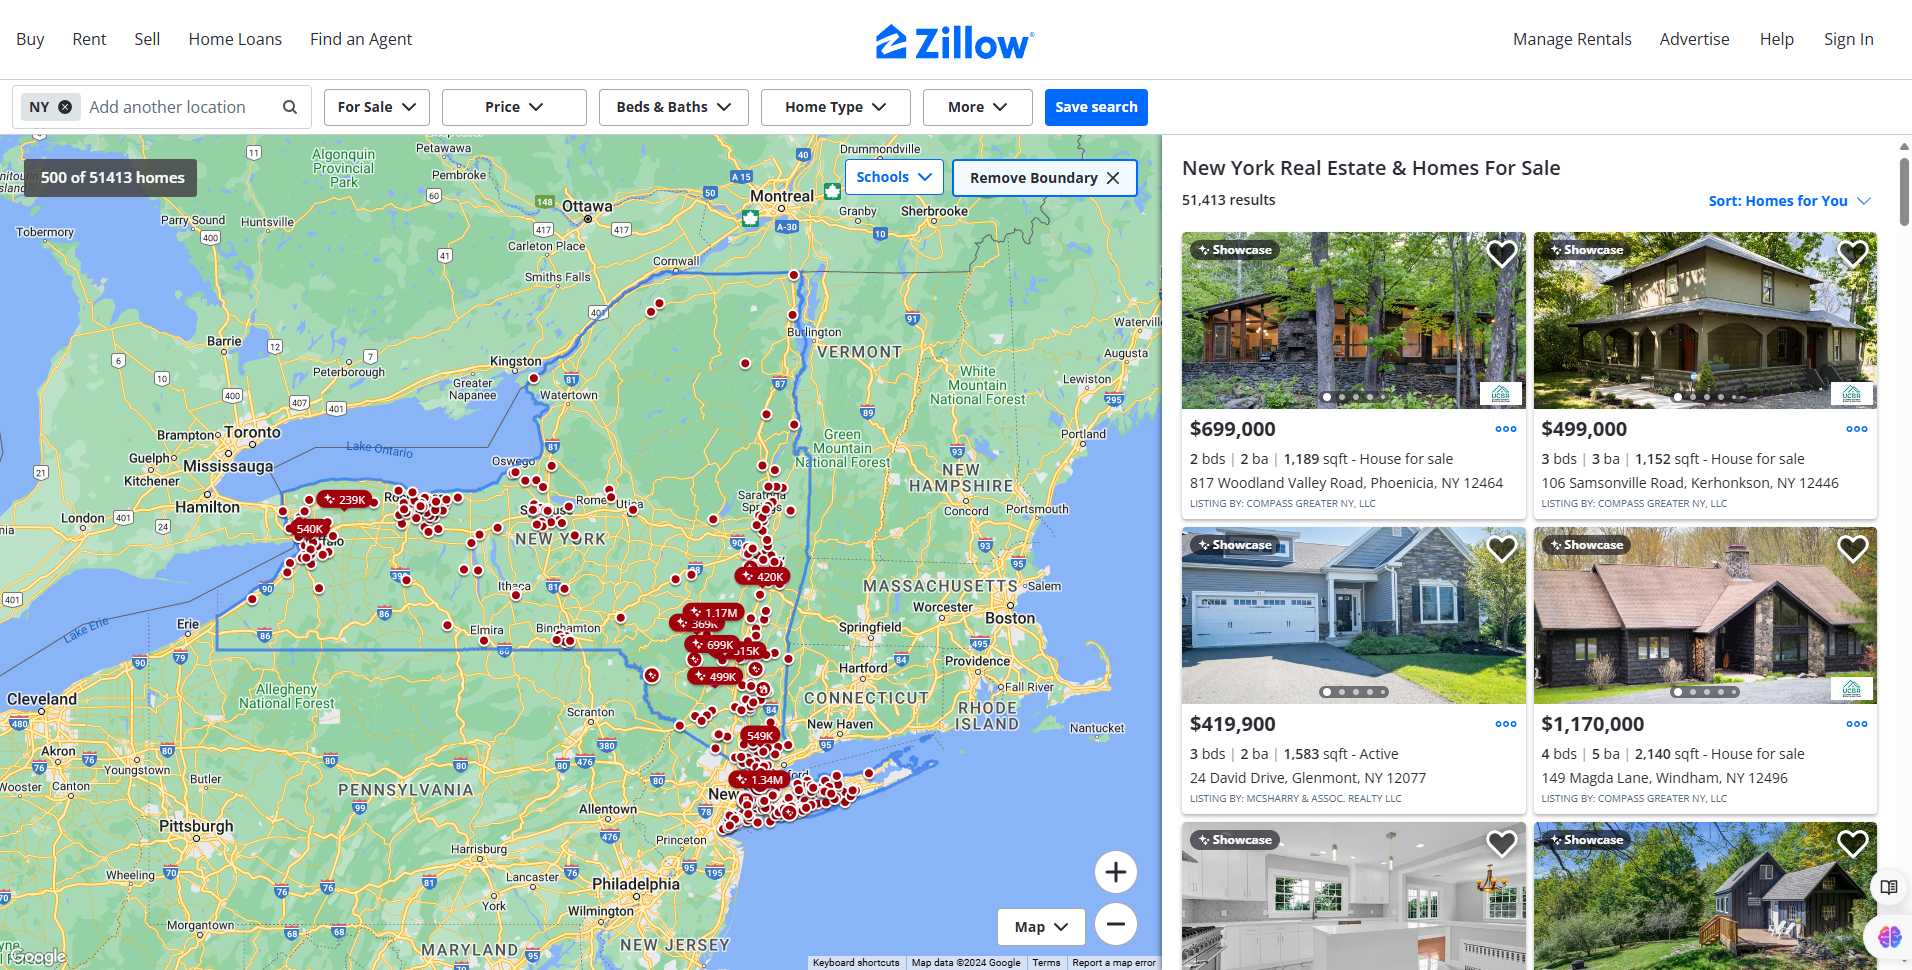 Buy Rent Sell Home Loans Find an Agent
Zillow
Manage Rentals Advertise Help Sign In
NY Add another location
For Sale Price Beds & Baths Home Type More Save search
500 of 51413 homes
Schools Remove Boundary
Algonquin
Provincial
Park
Petawawa
Pembroke
Drummondville
Ottawa
Montreal
Granby
Sherbrooke
Parry Sound
Huntsville
Tobermory
Carleton Place
Cornwall
Smiths Falls
Burlington
Waterville
Barrie
Kingston
VERMONT
Augusta
Peterborough
Greater
Napanee
Watertown
White
Mountain
National Forest
Lewiston
Brampton
Toronto
Lake Ontario
Green
Mountain
National Forest
Portland
Guelph
Mississauga
Kitchener
Oswego
NEW
HAMPSHIRE
Hamilton
239K
Utica
Concord
Portsmouth
London
540K
NEW YORK
420K
Ithaca
MASSACHUSETTS
Salem
Worcester
Boston
1.17M
369K
Lake Erie
Erie
Elmira
Binghamton
Springfield
699K
499K
Hartford
Providence
Allegheny
National Forest
CONNECTICUT
Fall River
Cleveland
Scranton
New Haven
RHODE
ISLAND
Nantucket
549K
Akron
Youngstown
Canton
Butler
1.34M
PENNSYLVANIA
Allentown
Pittsburgh
Princeton
Harrisburg
Wheeling
Lancaster
Philadelphia
York
Wilmington
Morgantown
MARYLAND
NEW JERSEY
Map
Google
Keyboard shortcuts Map data ©2024 Google Terms Report a map error
New York Real Estate & Homes For Sale
51,413 results
Sort: Homes for You
Showcase
$699,000
2 bds | 2 ba | 1,189 sqft - House for sale
817 Woodland Valley Road, Phoenicia, NY 12464
LISTING BY: COMPASS GREATER NY, LLC
Showcase
UCBR
$499,000
3 bds | 3 ba | 1,152 sqft - House for sale
106 Samsonville Road, Kerhonkson, NY 12446
LISTING BY: COMPASS GREATER NY, LLC
Showcase
$419,900
3 bds | 2 ba | 1,583 sqft - Active
24 David Drive, Glenmont, NY 12077
LISTING BY: MCSHARRY & ASSOC. REALTY LLC
Showcase
$1,170,000
4 bds | 5 ba | 2,140 sqft - House for sale
149 Magda Lane, Windham, NY 12496
LISTING BY: COMPASS GREATER NY, LLC
Showcase
Showcase